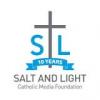 S L
10 YEARS
SALT AND LIGHT
Catholic Media Foundation